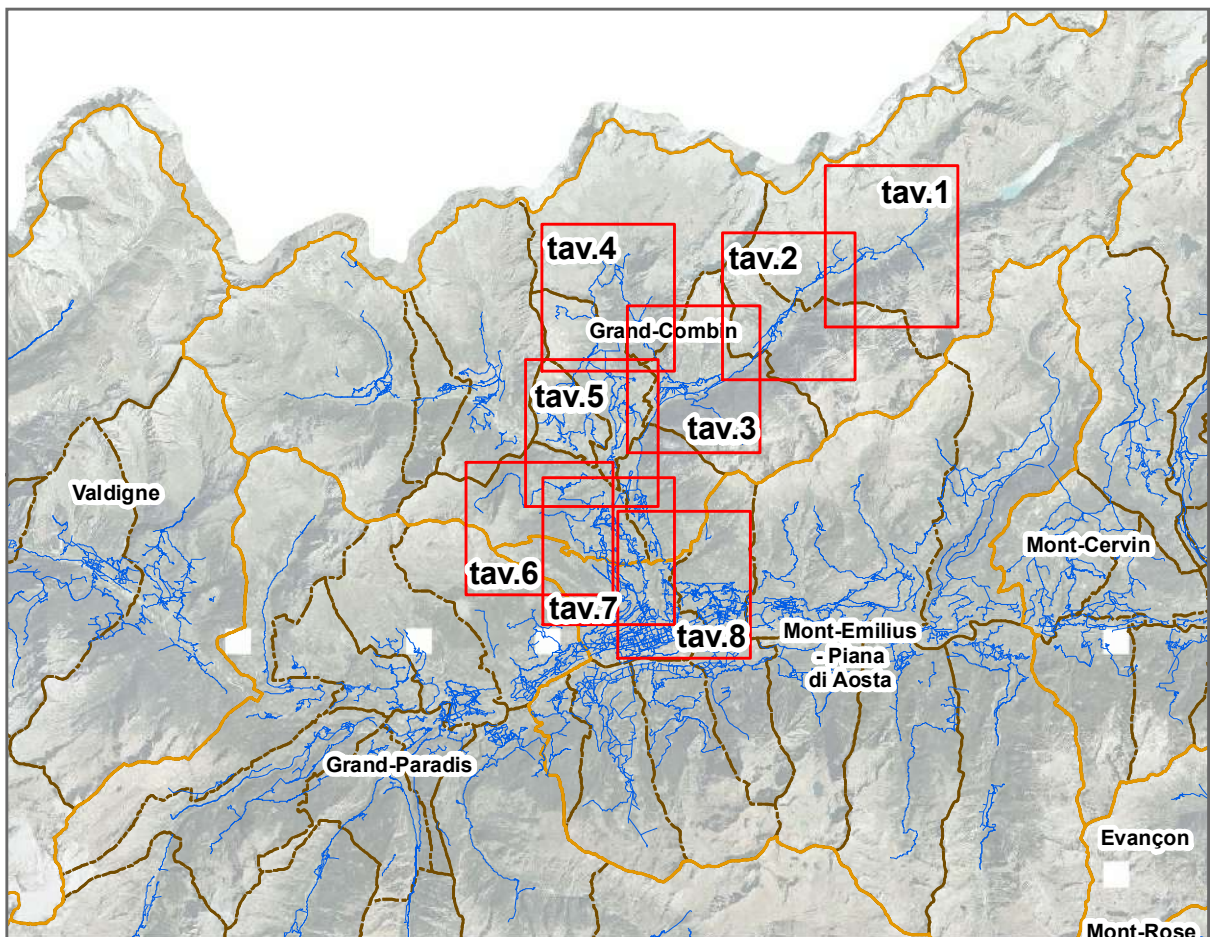 tav.1
tav.4
tav.2
Grand-Combin
tav.5
tav.3
Valdigne
Mont-Cervin
tav.6
tav.7
tav.8
Mont-Emilius
- Piana
di Aosta
Grand-Paradis
Evançon
Mont-Rose